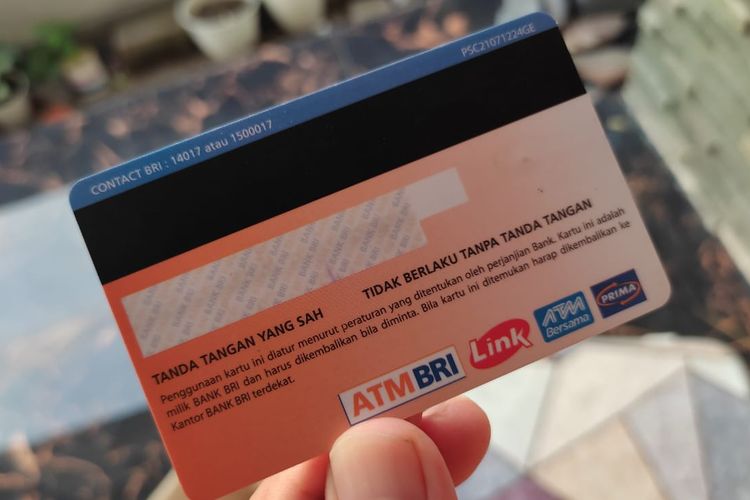 PSC21071224GE
CONTACT BRI : 14017 atau 1500017
TANDA TANGAN YANG SAH TIDAK BERLAKU TANPA TANDA TANGAN
Penggunaan kartu ini diatur menurut peraturan yang ditentukan oleh perjanjian Bank. Kartu ini adalah
milik BANK BRI dan harus dikembalikan bila diminta. Bila kartu ini ditemukan harap dikembalikan ke
Kantor BANK BRI terdekat.
ATM BRI
Link
ATM
Bersama
PRIMA